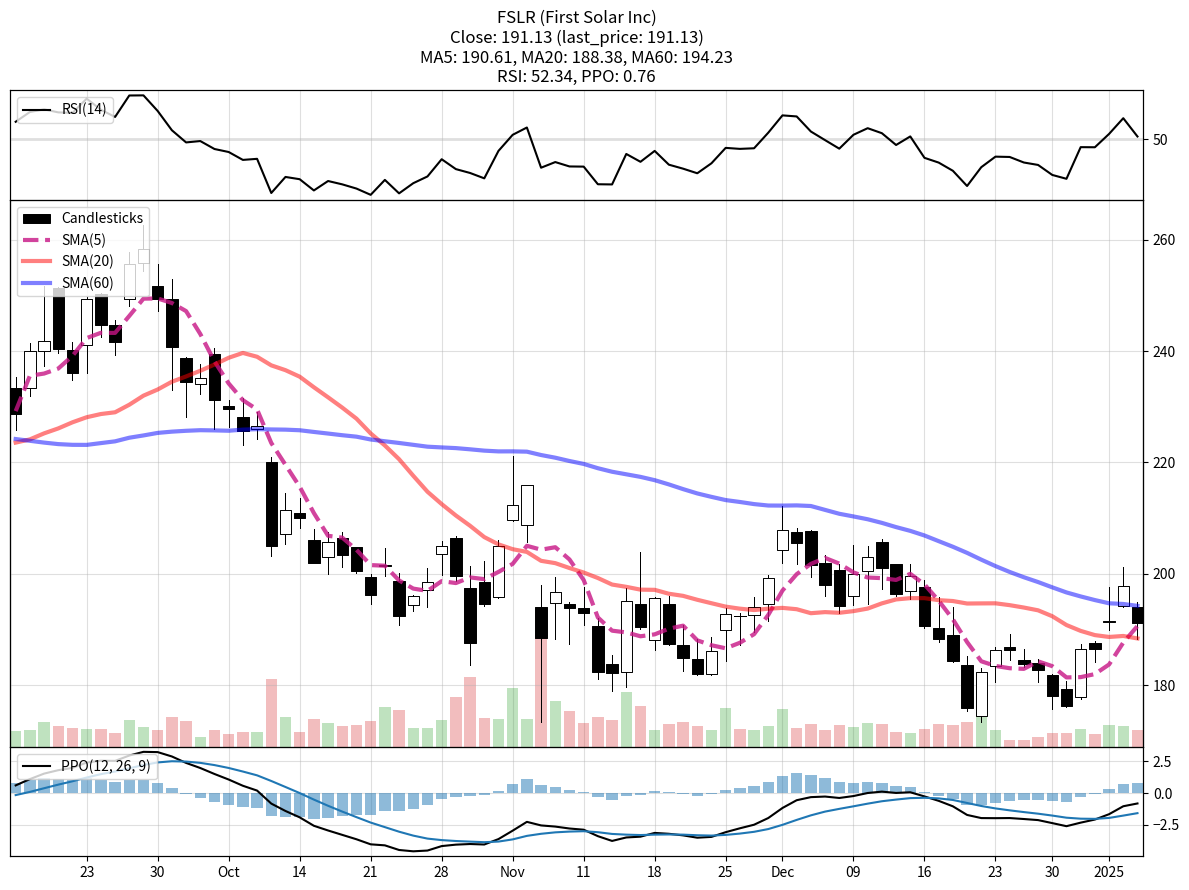 FSLR (First Solar Inc)
Close: 191.13 (last_price: 191.13)
MA5: 190.61, MA20: 188.38, MA60: 194.23
RSI: 52.34, PPO: 0.76
RSI(14)
50
Candlesticks
SMA(5)
SMA(20)
SMA(60)
260
240
220
200
180
PPO(12, 26, 9)
2.5
0.0
−2.5
23 30 Oct 14 21 28 Nov 11 18 25 Dec 09 16 23 30 2025